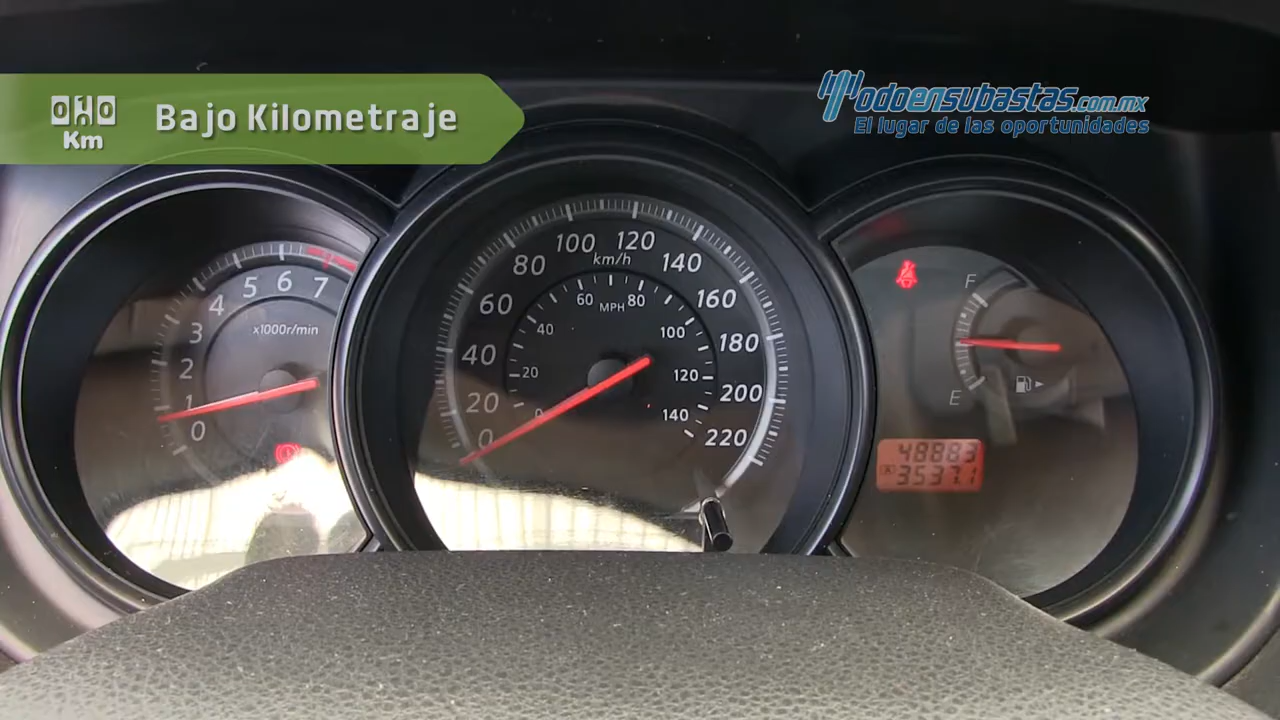 Bajo Kilometraje
Km
Todoensubastas.com.mx
El lugar de las oportunidades
0 1 2 3 4 5 6 7
x1000r/min
0 20 40 60 80 100 120 140 160 180 200 220
km/h
0 20 40 60 80 100 120 140
MPH
F
E
48883
3537.1